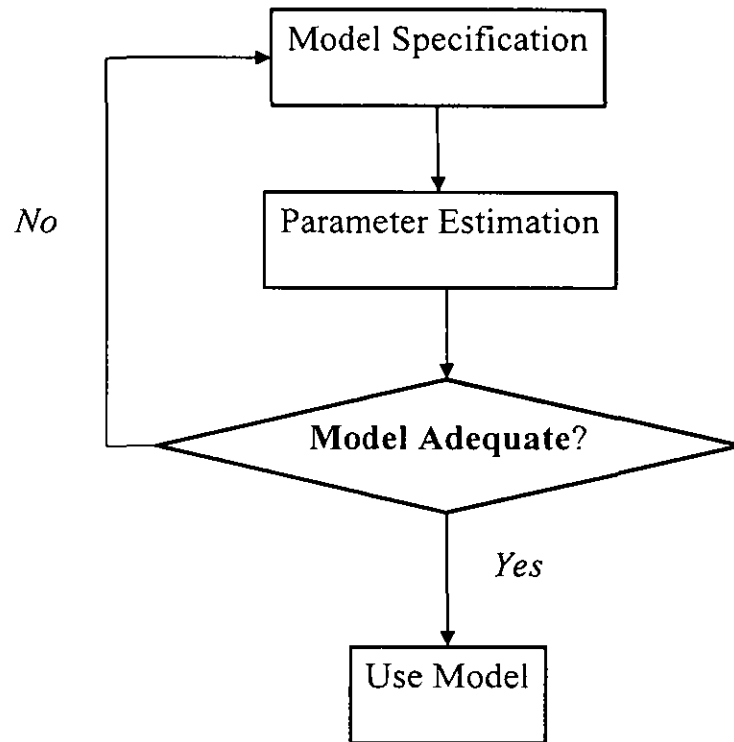 Model Specification
No
Parameter Estimation
Model Adequate?
Yes
Use Model